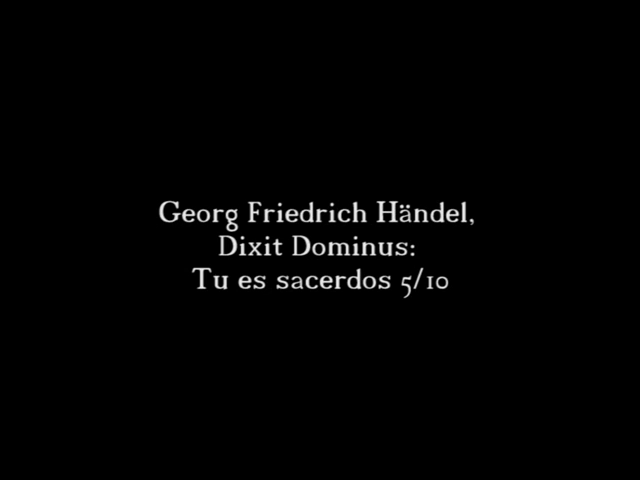 Georg Friedrich Händel,
Dixit Dominus:
Tu es sacerdos 5/10